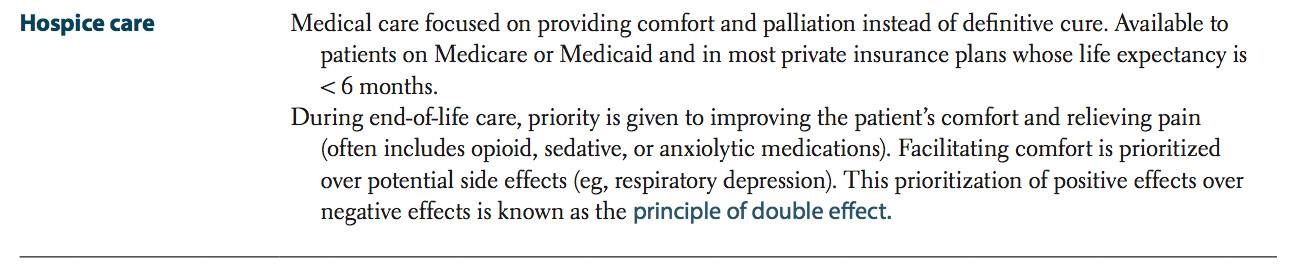 Hospice care
Medical care focused on providing comfort and palliation instead of definitive cure. Available to
patients on Medicare or Medicaid and in most private insurance plans whose life expectancy is
< 6 months.
During end-of-life care, priority is given to improving the patient’s comfort and relieving pain
(often includes opioid, sedative, or anxiolytic medications). Facilitating comfort is prioritized
over potential side effects (eg, respiratory depression). This prioritization of positive effects over
negative effects is known as the principle of double effect.